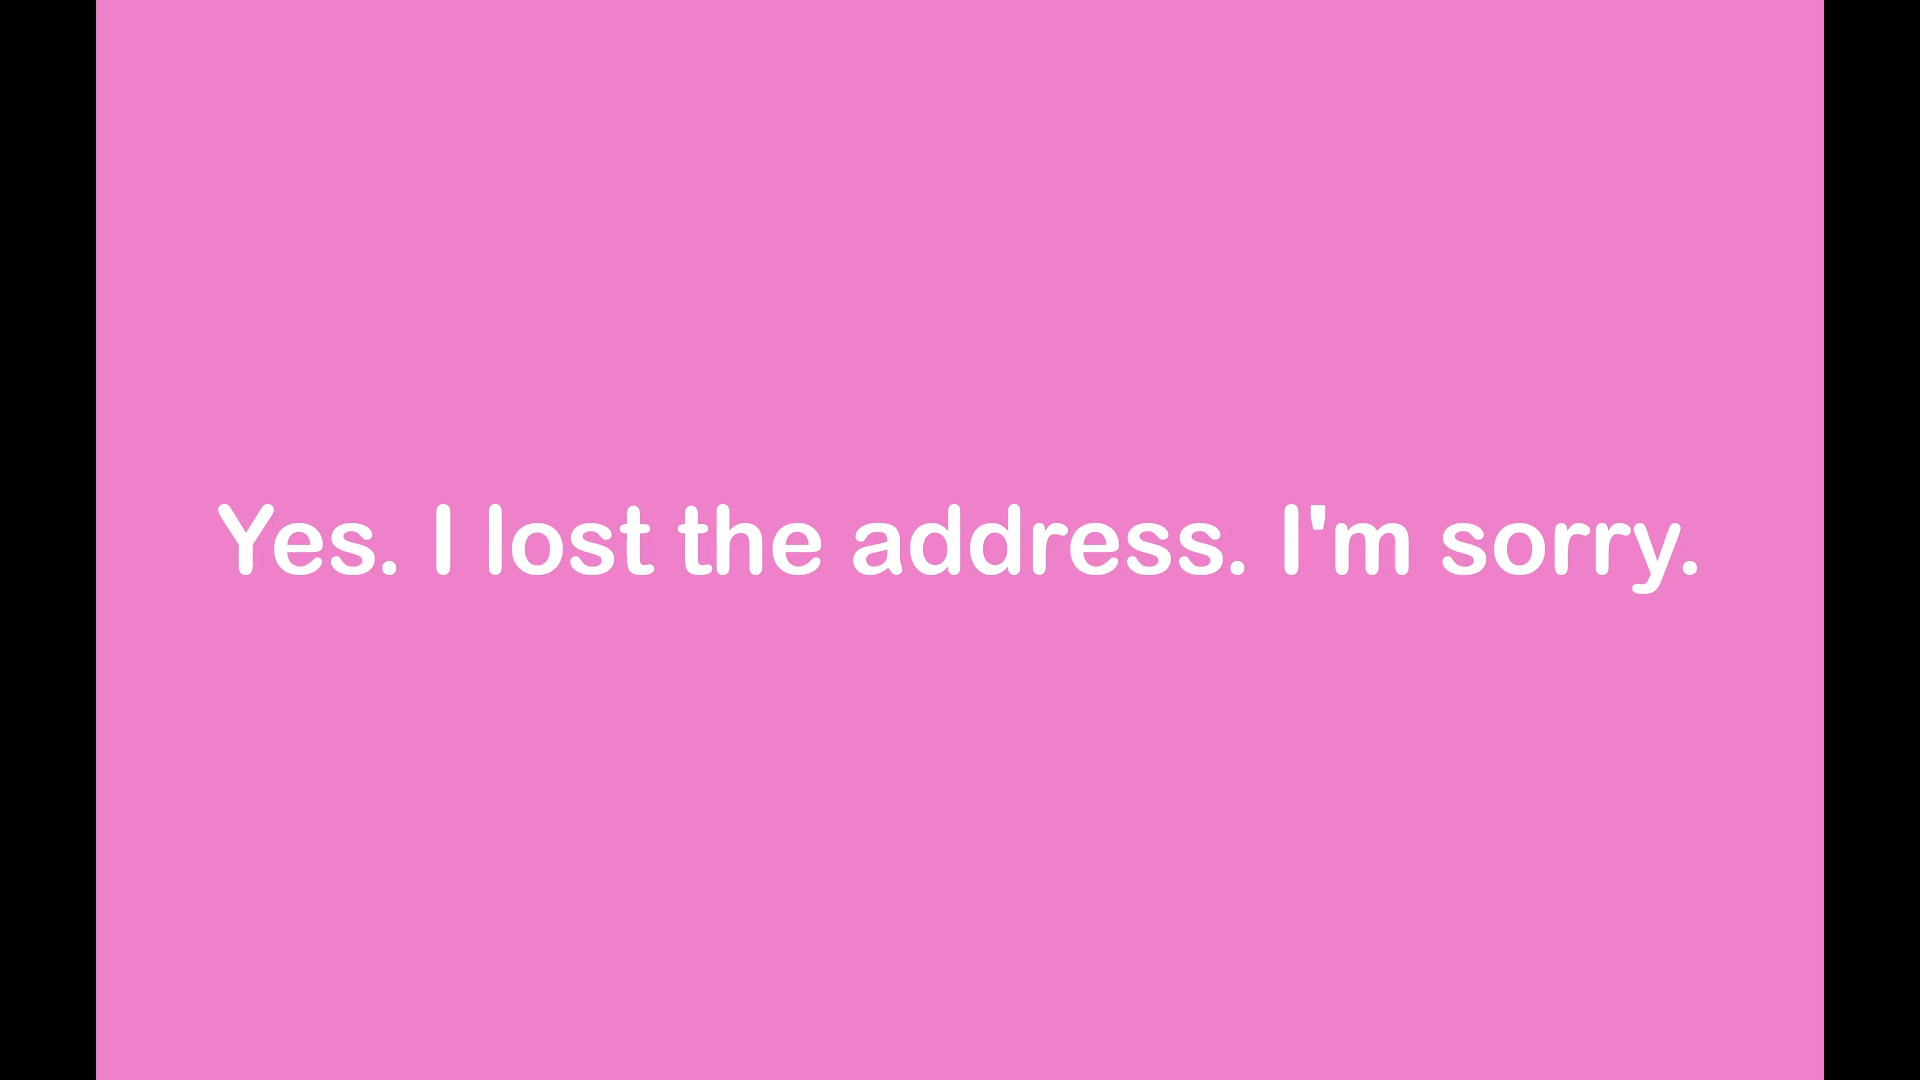 Yes. I lost the address. I'm sorry.